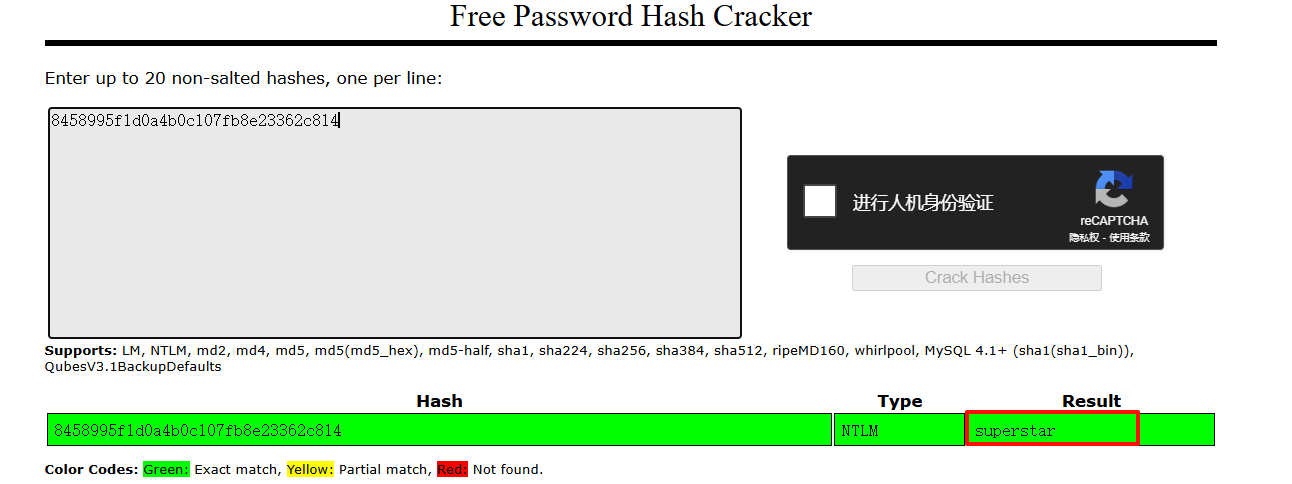 Free Password Hash Cracker
Enter up to 20 non-salted hashes, one per line:
8458995f1d0a4b0c107fb8e23362c814
进行人机身份验证
reCAPTCHA
隐私权 - 使用条款
Crack Hashes
Supports: LM, NTLM, md2, md4, md5, md5(md5_hex), md5-half, sha1, sha224, sha256, sha384, sha512, ripeMD160, whirlpool, MySQL 4.1+ (sha1(sha1_bin)),
QubesV3.1BackupDefaults
Hash Type Result
8458995f1d0a4b0c107fb8e23362c814 NTLM superstar
Color Codes: Green: Exact match, Yellow: Partial match, Red: Not found.